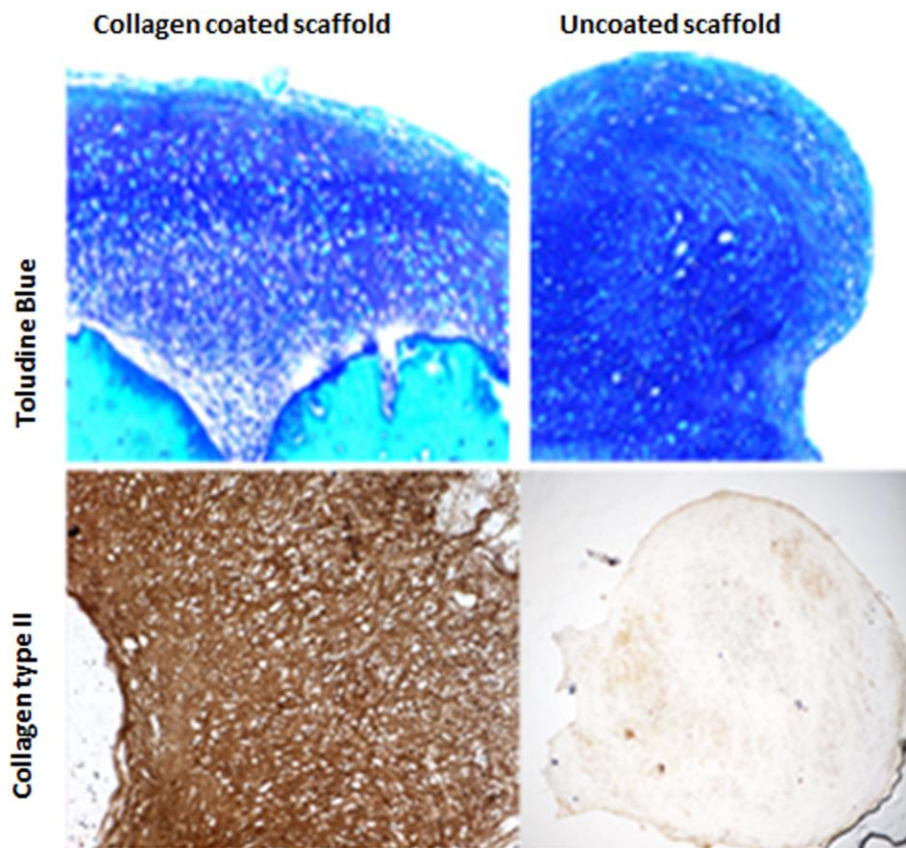 Collagen coated scaffold
Uncoated scaffold
Toludine Blue
Collagen type II